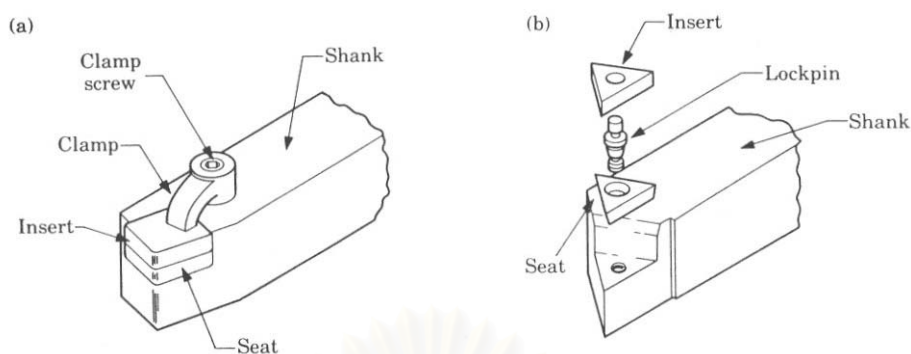 (a)
Clamp
screw
Shank
Clamp
Insert
Seat
(b)
Insert
Lockpin
Shank
Seat